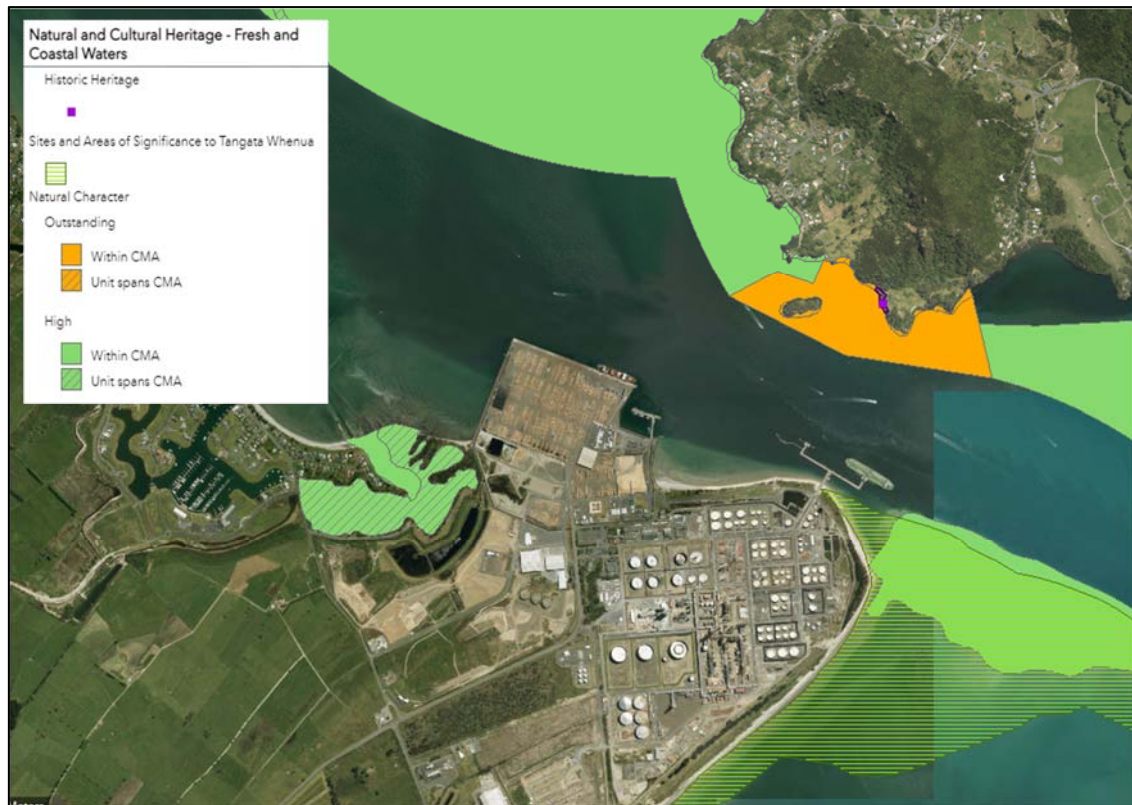 Natural and Cultural Heritage - Fresh and
Coastal Waters
Historic Heritage
Sites and Areas of Significance to Tangata Whenua
Natural Character
Outstanding
Within CMA
Unit spans CMA
High
Within CMA
Unit spans CMA